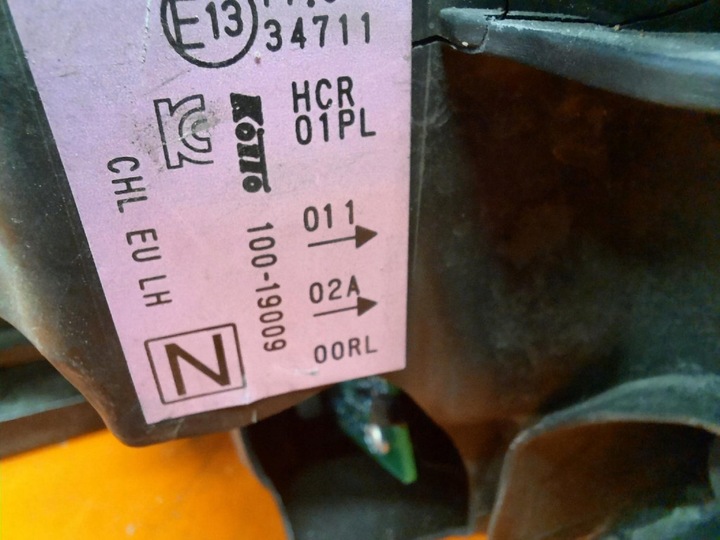 E13
34711
HCR
01PL
KOITO
100-19009
CHL EU LH
011
02A
00RL
N